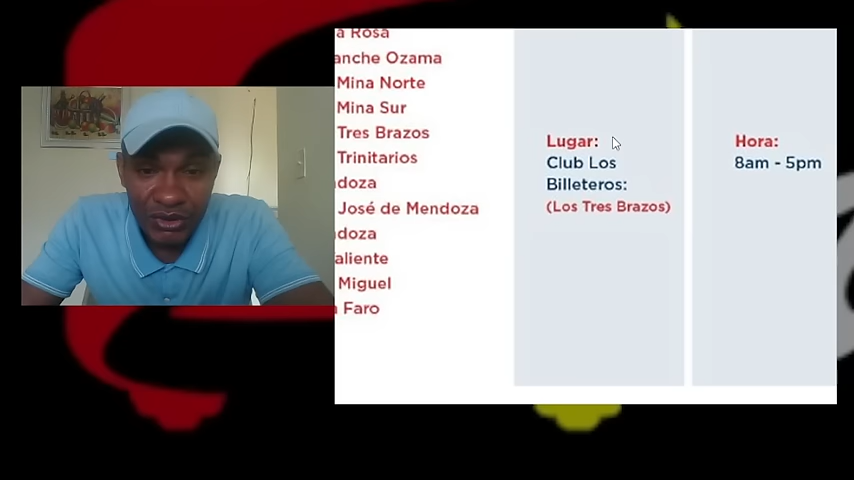 a Rosa
anche Ozama
Mina Norte
Mina Sur
Tres Brazos
Trinitarios
doza
José de Mendoza
doza
aliente
Miguel
a Faro
Lugar:
Club Los
Billeteros:
(Los Tres Brazos)
Hora:
8am - 5pm